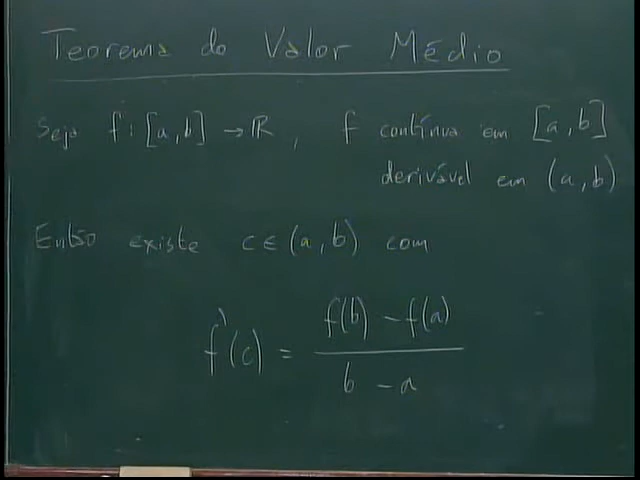 Teorema do Valor Médio
Seja f: [a,b] → ℝ, f contínua em [a,b]
derivável em (a,b)
Então existe c ∈ (a,b) com
f'(c) = (f(b) − f(a)) / (b − a)